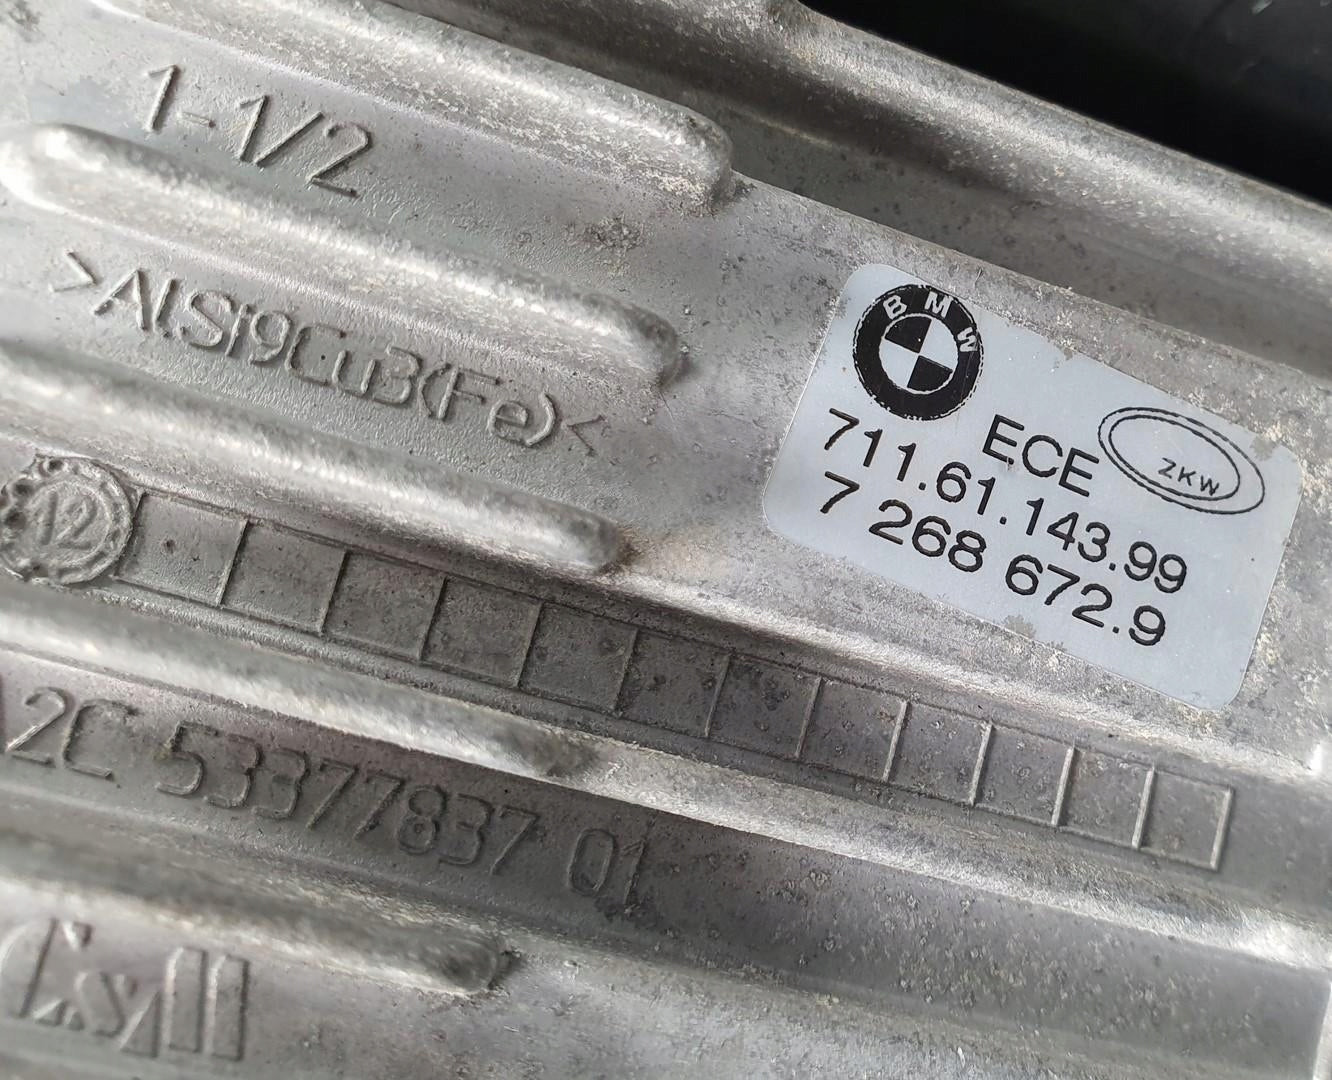 1-1/2
>AlSi9Cu3(Fe)<
BMW
ECE
ZKW
711.61.143.99
7 268 672.9
12
A2C 53377837 01